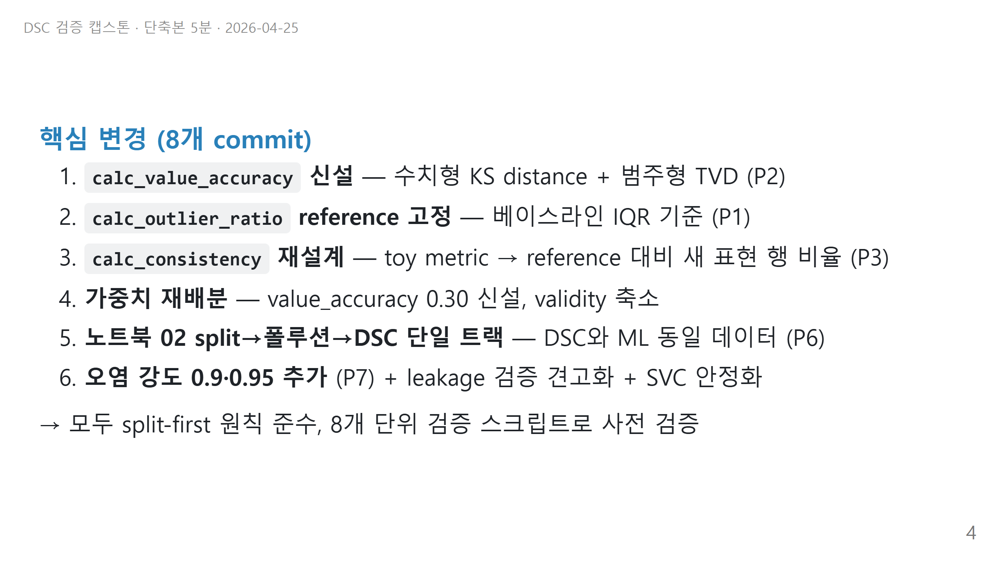 DSC 검증 캡스톤 · 단축본 5분 · 2026-04-25
핵심 변경 (8개 commit)
1. calc_value_accuracy 신설 — 수치형 KS distance + 범주형 TVD (P2)
2. calc_outlier_ratio reference 고정 — 베이스라인 IQR 기준 (P1)
3. calc_consistency 재설계 — toy metric → reference 대비 새 표현 행 비율 (P3)
4. 가중치 재배분 — value_accuracy 0.30 신설, validity 축소
5. 노트북 02 split→폴루션→DSC 단일 트랙 — DSC와 ML 동일 데이터 (P6)
6. 오염 강도 0.9·0.95 추가 (P7) + leakage 검증 견고화 + SVC 안정화
→ 모두 split-first 원칙 준수, 8개 단위 검증 스크립트로 사전 검증
4